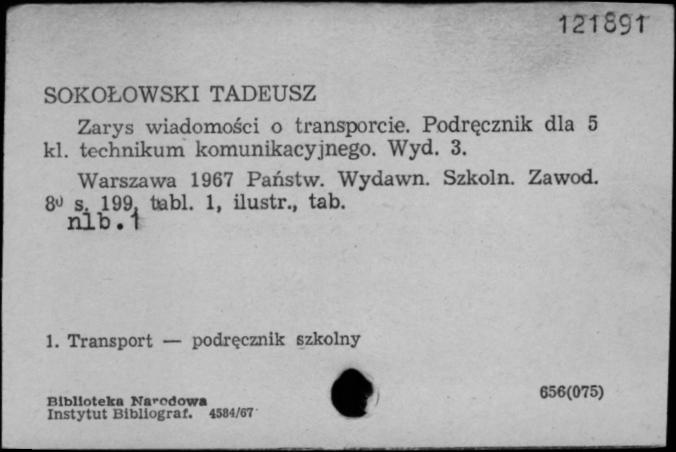 121891
SOKOŁOWSKI TADEUSZ
Zarys wiadomości o transporcie. Podręcznik dla 5
kl. technikum komunikacyjnego. Wyd. 3.
Warszawa 1967 Państw. Wydawn. Szkoln. Zawod.
8⁰ s. 199, tabl. 1, ilustr., tab.
nlb.1
1. Transport — podręcznik szkolny
656(075)
Biblioteka Narodowa
Instytut Bibliograf. 4584/67